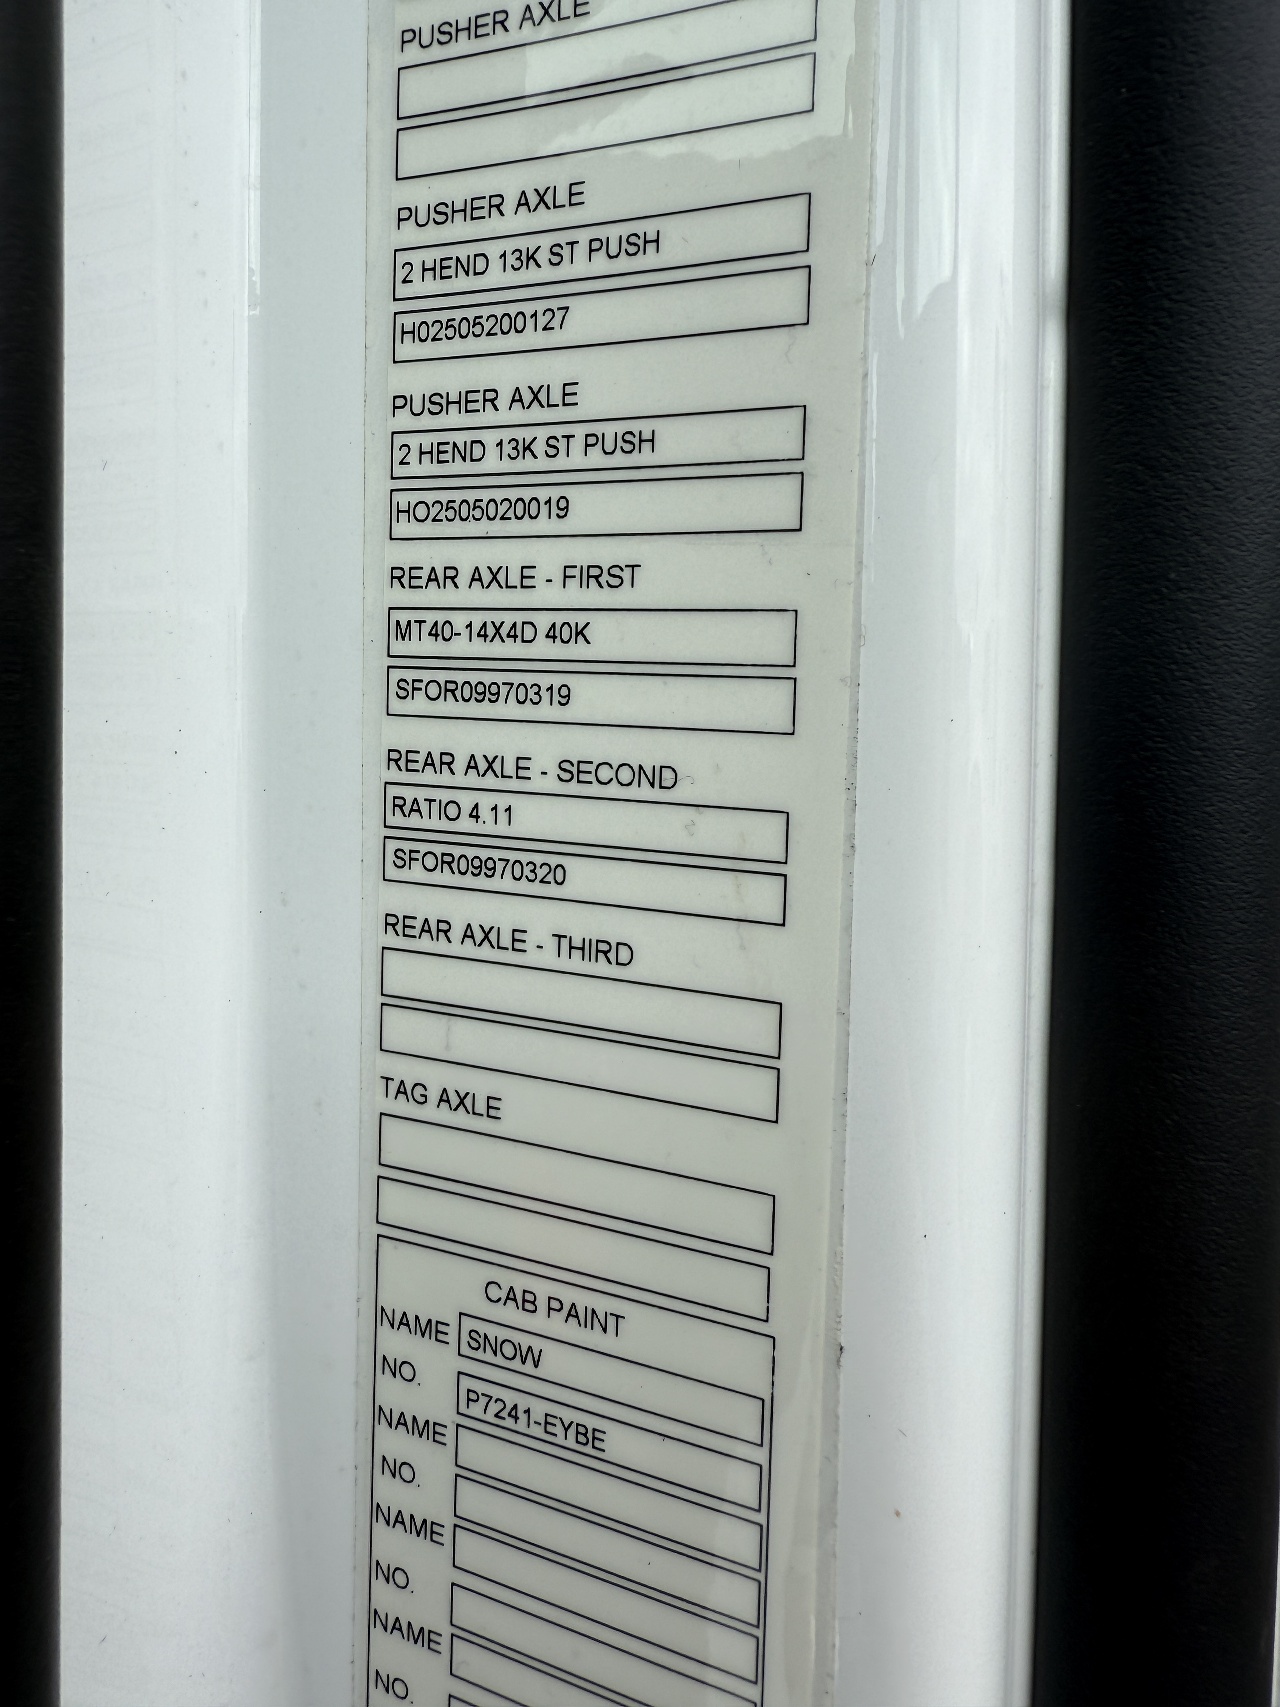 PUSHER AXLE
PUSHER AXLE
2 HEND 13K ST PUSH
H02505200127
PUSHER AXLE
2 HEND 13K ST PUSH
HO2505020019
REAR AXLE - FIRST
MT40-14X4D 40K
SFOR09970319
REAR AXLE - SECOND
RATIO 4.11
SFOR09970320
REAR AXLE - THIRD
TAG AXLE
CAB PAINT
NAME SNOW
NO. P7241-EYBE
NAME
NO.
NAME
NO.
NAME
NO.